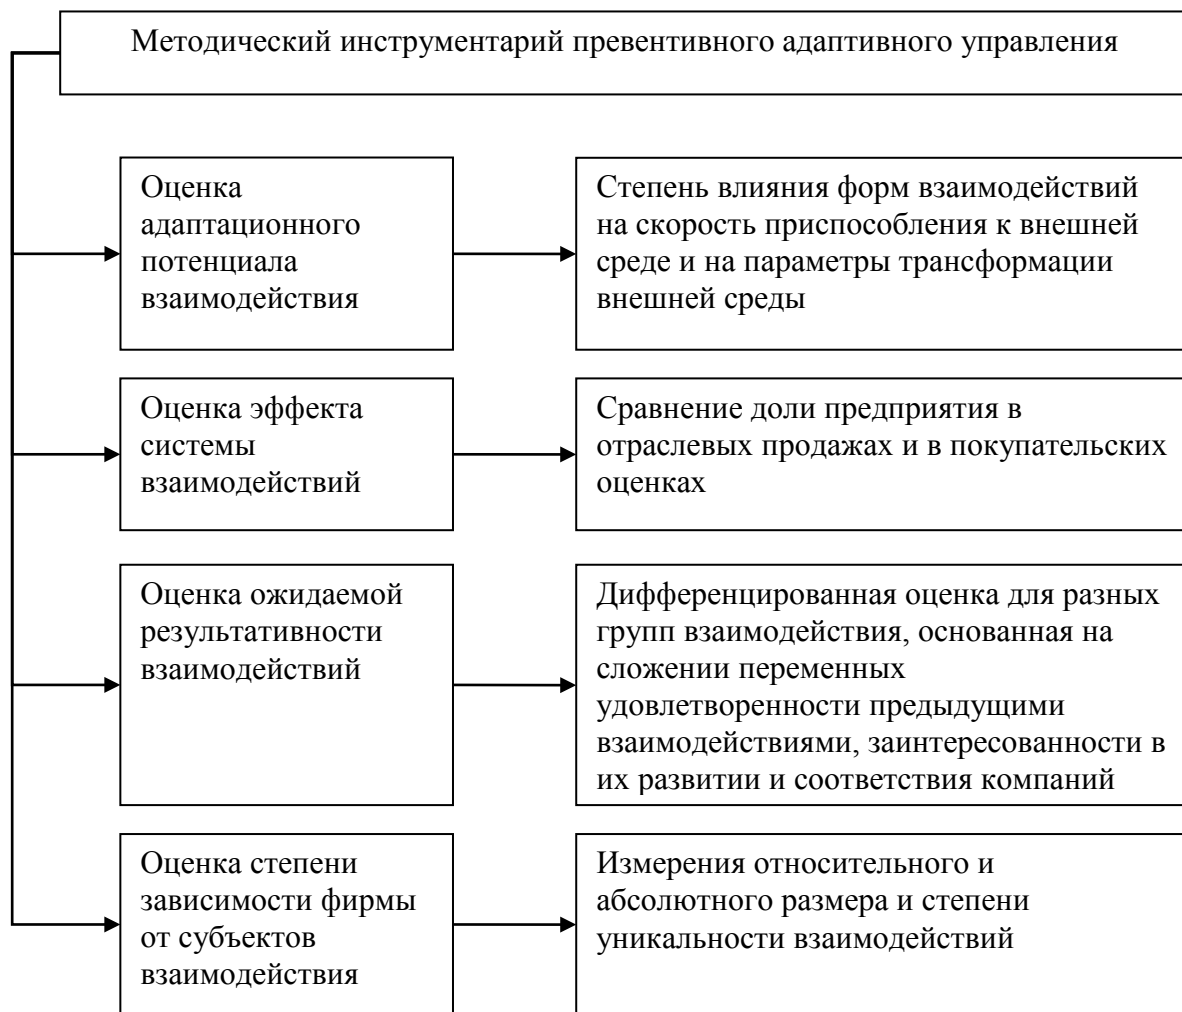 Методический инструментарий превентивного адаптивного управления
Оценка
адаптационного
потенциала
взаимодействия
Степень влияния форм взаимодействий
на скорость приспособления к внешней
среде и на параметры трансформации
внешней среды
Оценка эффекта
системы
взаимодействий
Сравнение доли предприятия в
отраслевых продажах и в покупательских
оценках
Оценка ожидаемой
результативности
взаимодействий
Дифференцированная оценка для разных
групп взаимодействия, основанная на
сложении переменных
удовлетворенности предыдущими
взаимодействиями, заинтересованности в
их развитии и соответствия компаний
Оценка степени
зависимости фирмы
от субъектов
взаимодействия
Измерения относительного и
абсолютного размера и степени
уникальности взаимодействий